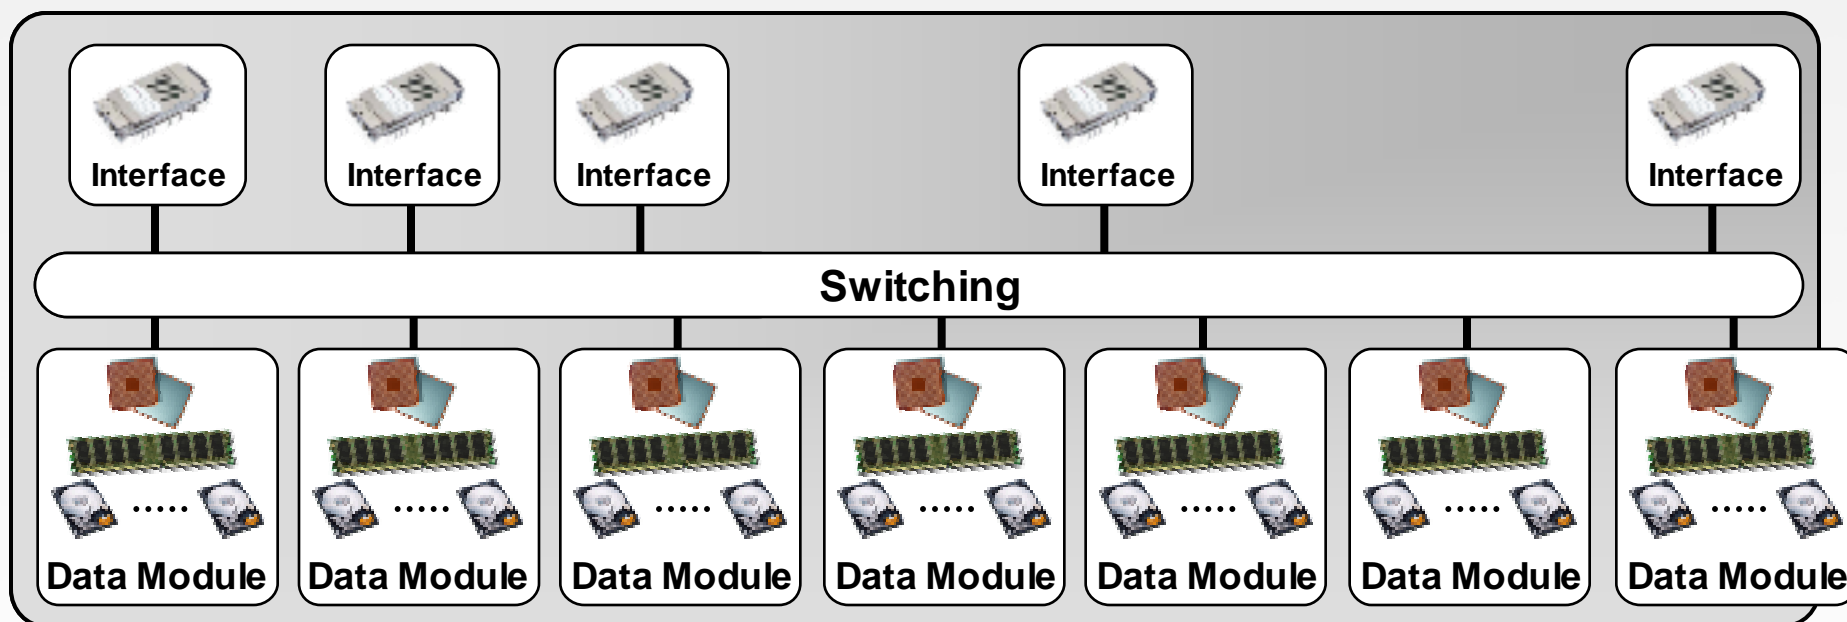 Interface
Interface
Interface
Interface
Interface
Switching
Data Module
Data Module
Data Module
Data Module
Data Module
Data Module
Data Module